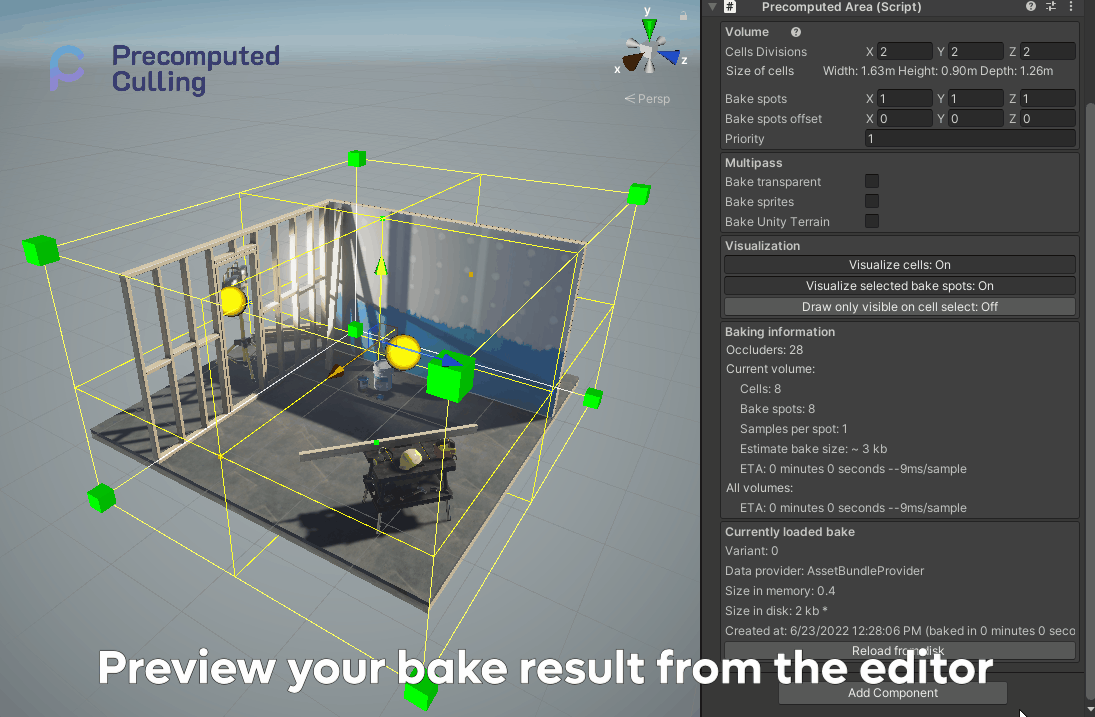 Precomputed
Culling
y
x
z
Persp
# Precomputed Area (Script)
Volume
Cells Divisions X 2 Y 2 Z 2
Size of cells Width: 1.63m Height: 0.90m Depth: 1.26m
Bake spots X 1 Y 1 Z 1
Bake spots offset X 0 Y 0 Z 0
Priority 1
Multipass
Bake transparent
Bake sprites
Bake Unity Terrain
Visualization
Visualize cells: On
Visualize selected bake spots: On
Draw only visible on cell select: Off
Baking information
Occluders: 28
Current volume:
Cells: 8
Bake spots: 8
Samples per spot: 1
Estimate bake size: ~ 3 kb
ETA: 0 minutes 0 seconds --9ms/sample
All volumes:
ETA: 0 minutes 0 seconds --9ms/sample
Currently loaded bake
Variant: 0
Data provider: AssetBundleProvider
Size in memory: 0.4
Size in disk: 2 kb *
Created at: 6/23/2022 12:28:06 PM (baked in 0 minutes 0 seco
Reload from disk
Preview your bake result from the editor
Add Component